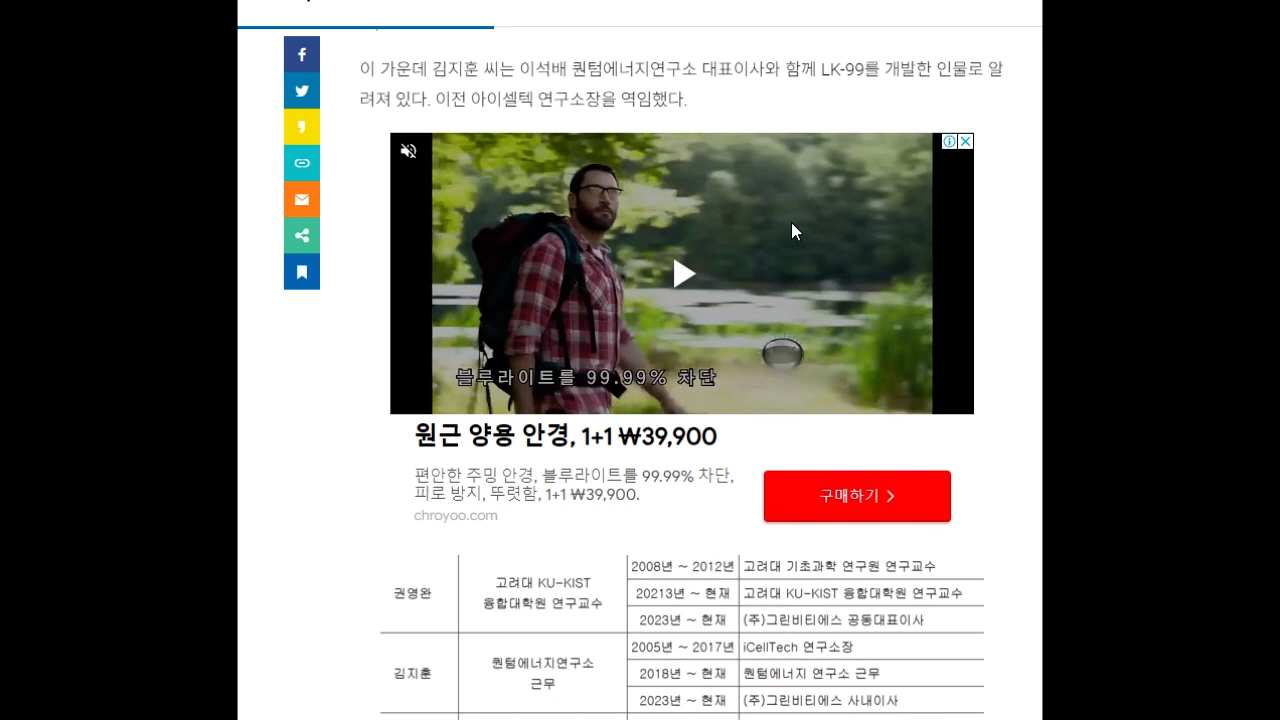 이 가운데 김지훈 씨는 이석배 퀀텀에너지연구소 대표이사와 함께 LK-99를 개발한 인물로 알
려져 있다. 이전 아이셀텍 연구소장을 역임했다.
블루라이트를 99.99% 차단
원근 양용 안경, 1+1 ₩39,900
편안한 주밍 안경, 블루라이트를 99.99% 차단,
피로 방지, 뚜렷함, 1+1 ₩39,900.
구매하기
chroyoo.com
권영완
고려대 KU-KIST
융합대학원 연구교수
2008년 ~ 2012년 고려대 기초과학 연구원 연구교수
20213년 ~ 현재 고려대 KU-KIST 융합대학원 연구교수
2023년 ~ 현재 (주)그린비티에스 공동대표이사
김지훈
퀀텀에너지연구소
근무
2005년 ~ 2017년 iCellTech 연구소장
2018년 ~ 현재 퀀텀에너지 연구소 근무
2023년 ~ 현재 (주)그린비티에스 사내이사